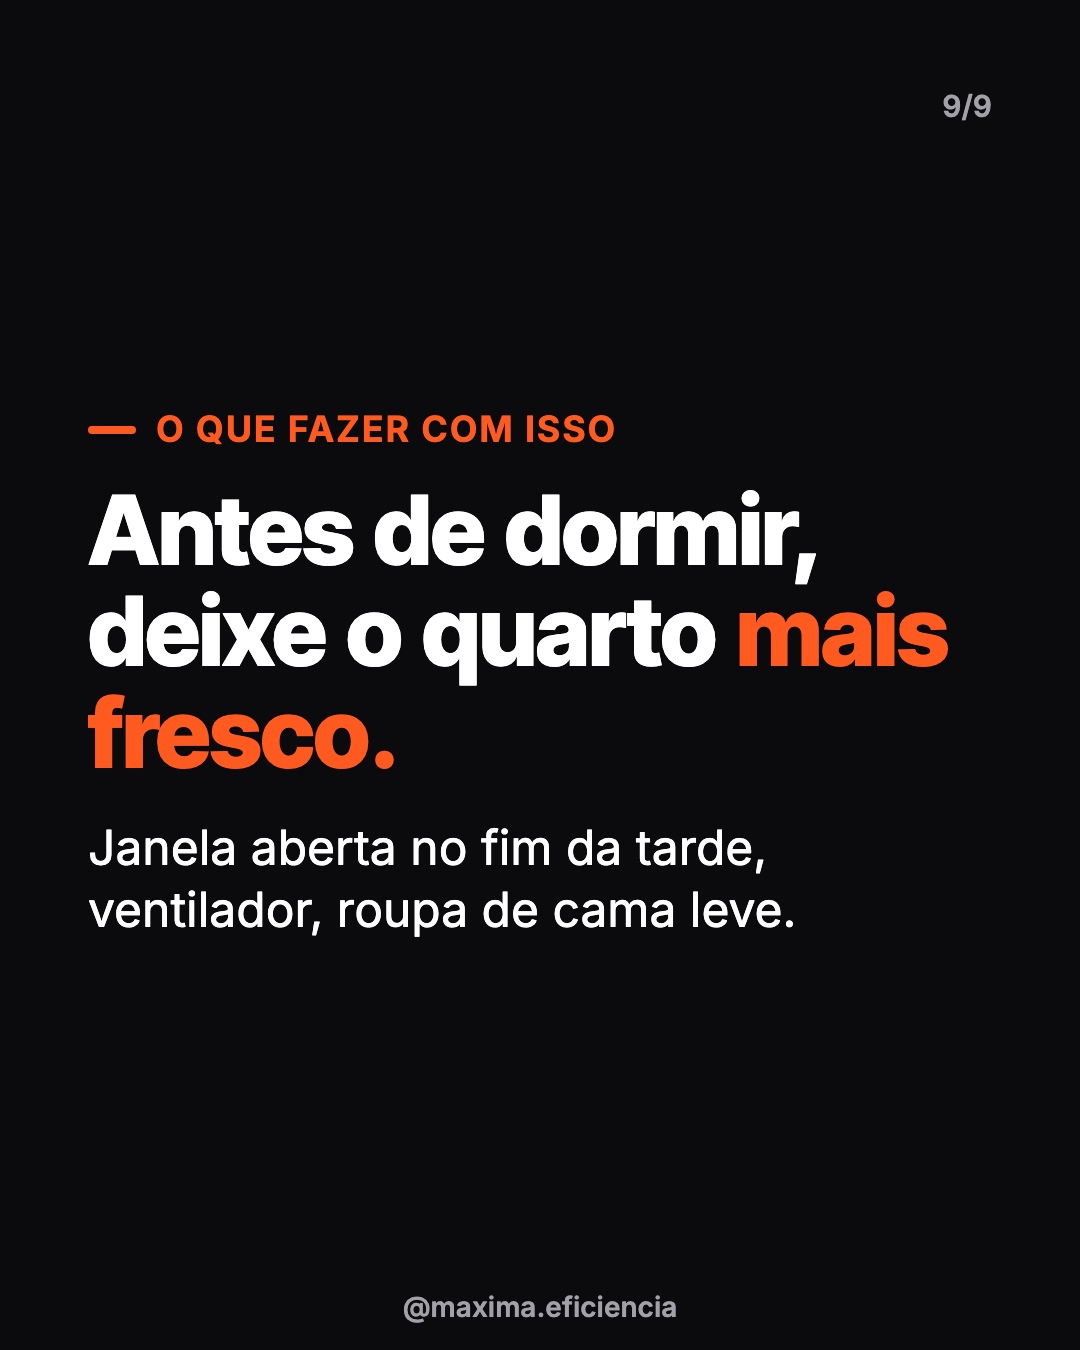 9/9
O QUE FAZER COM ISSO
Antes de dormir,
deixe o quarto mais
fresco.
Janela aberta no fim da tarde,
ventilador, roupa de cama leve.
@maxima.eficiencia